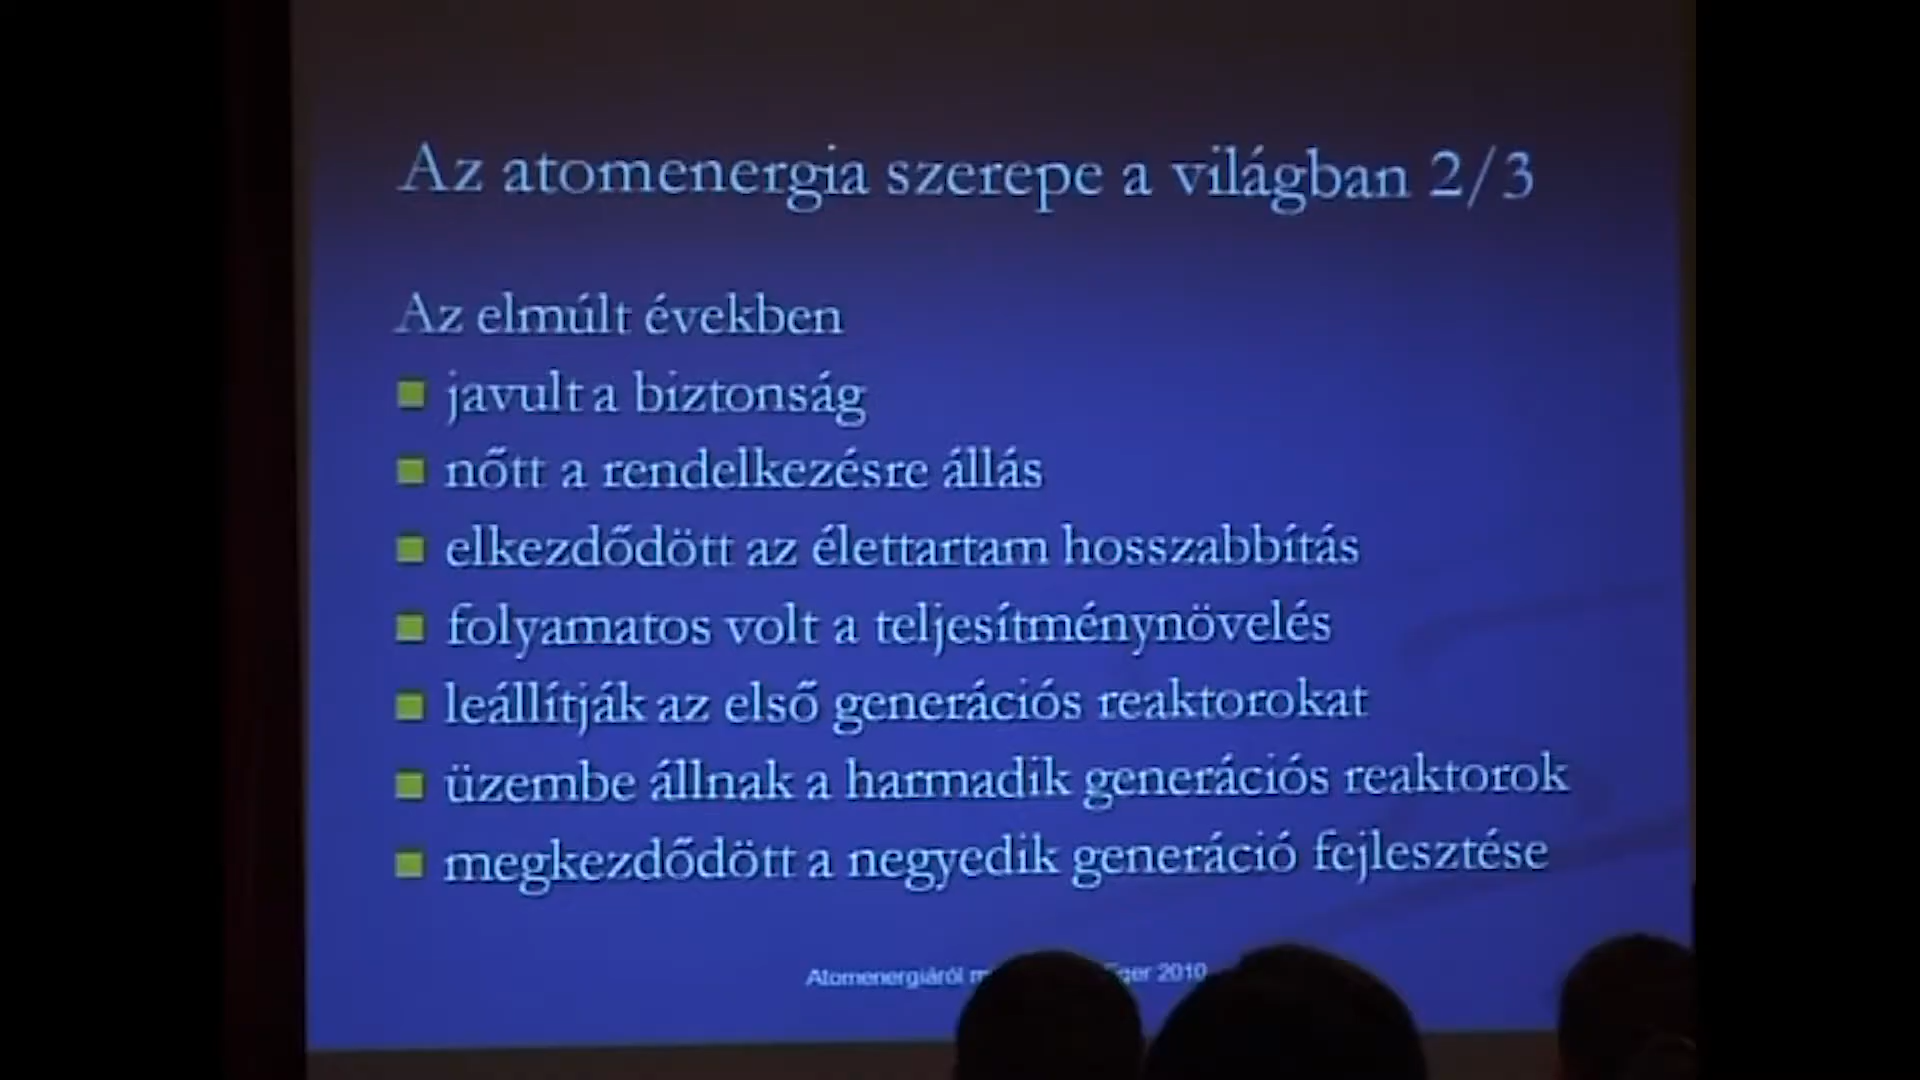 Az atomenergia szerepe a világban 2/3
Az elmúlt években
javult a biztonság
nőtt a rendelkezésre állás
elkezdődött az élettartam hosszabbítás
folyamatos volt a teljesítménynövelés
leállítják az első generációs reaktorokat
üzembe állnak a harmadik generációs reaktorok
megkezdődött a negyedik generáció fejlesztése
Atomenergiáról 2010